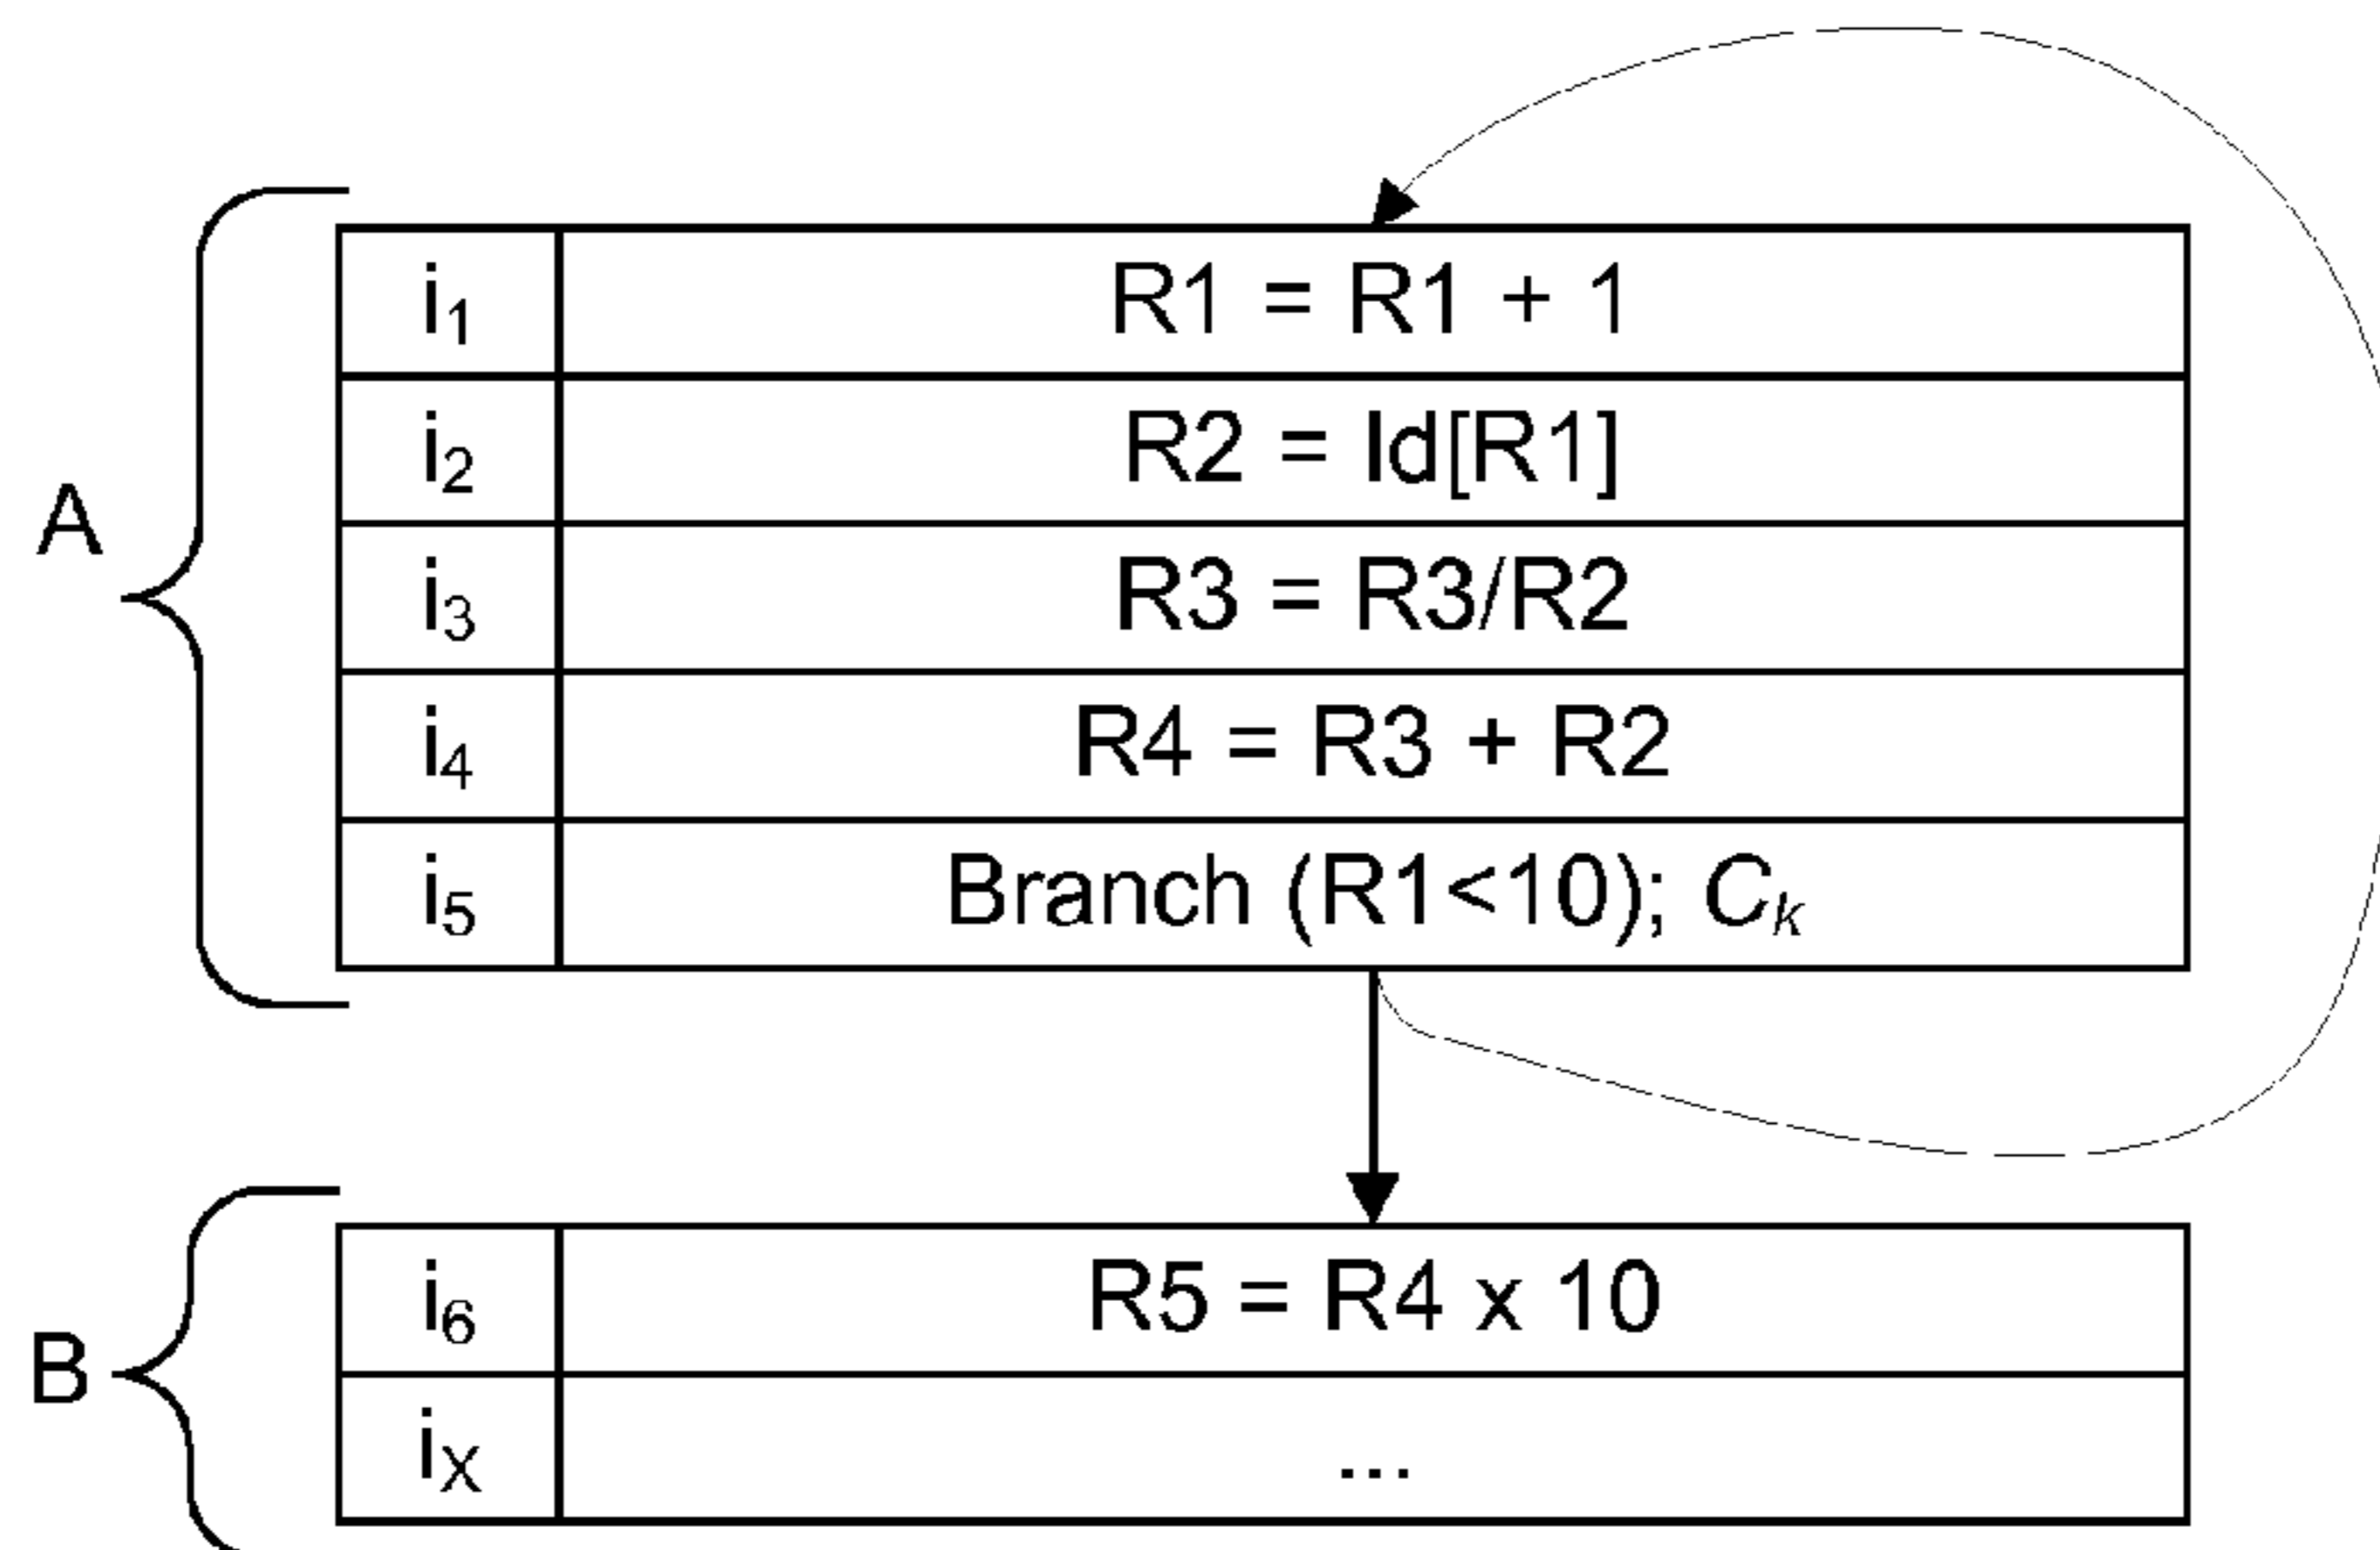 A
i₁ R1 = R1 + 1
i₂ R2 = ld[R1]
i₃ R3 = R3/R2
i₄ R4 = R3 + R2
i₅ Branch (R1<10); Cₖ
B
i₆ R5 = R4 x 10
iₓ ...